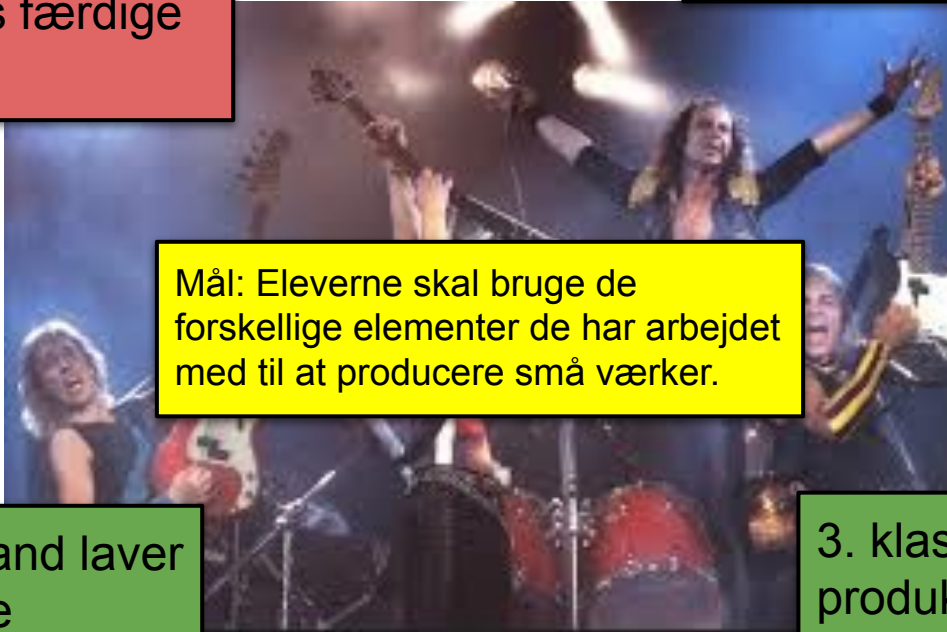 færdige
Mål: Eleverne skal bruge de
forskellige elementer de har arbejdet
med til at producere små værker.
and laver
3. klas
produk